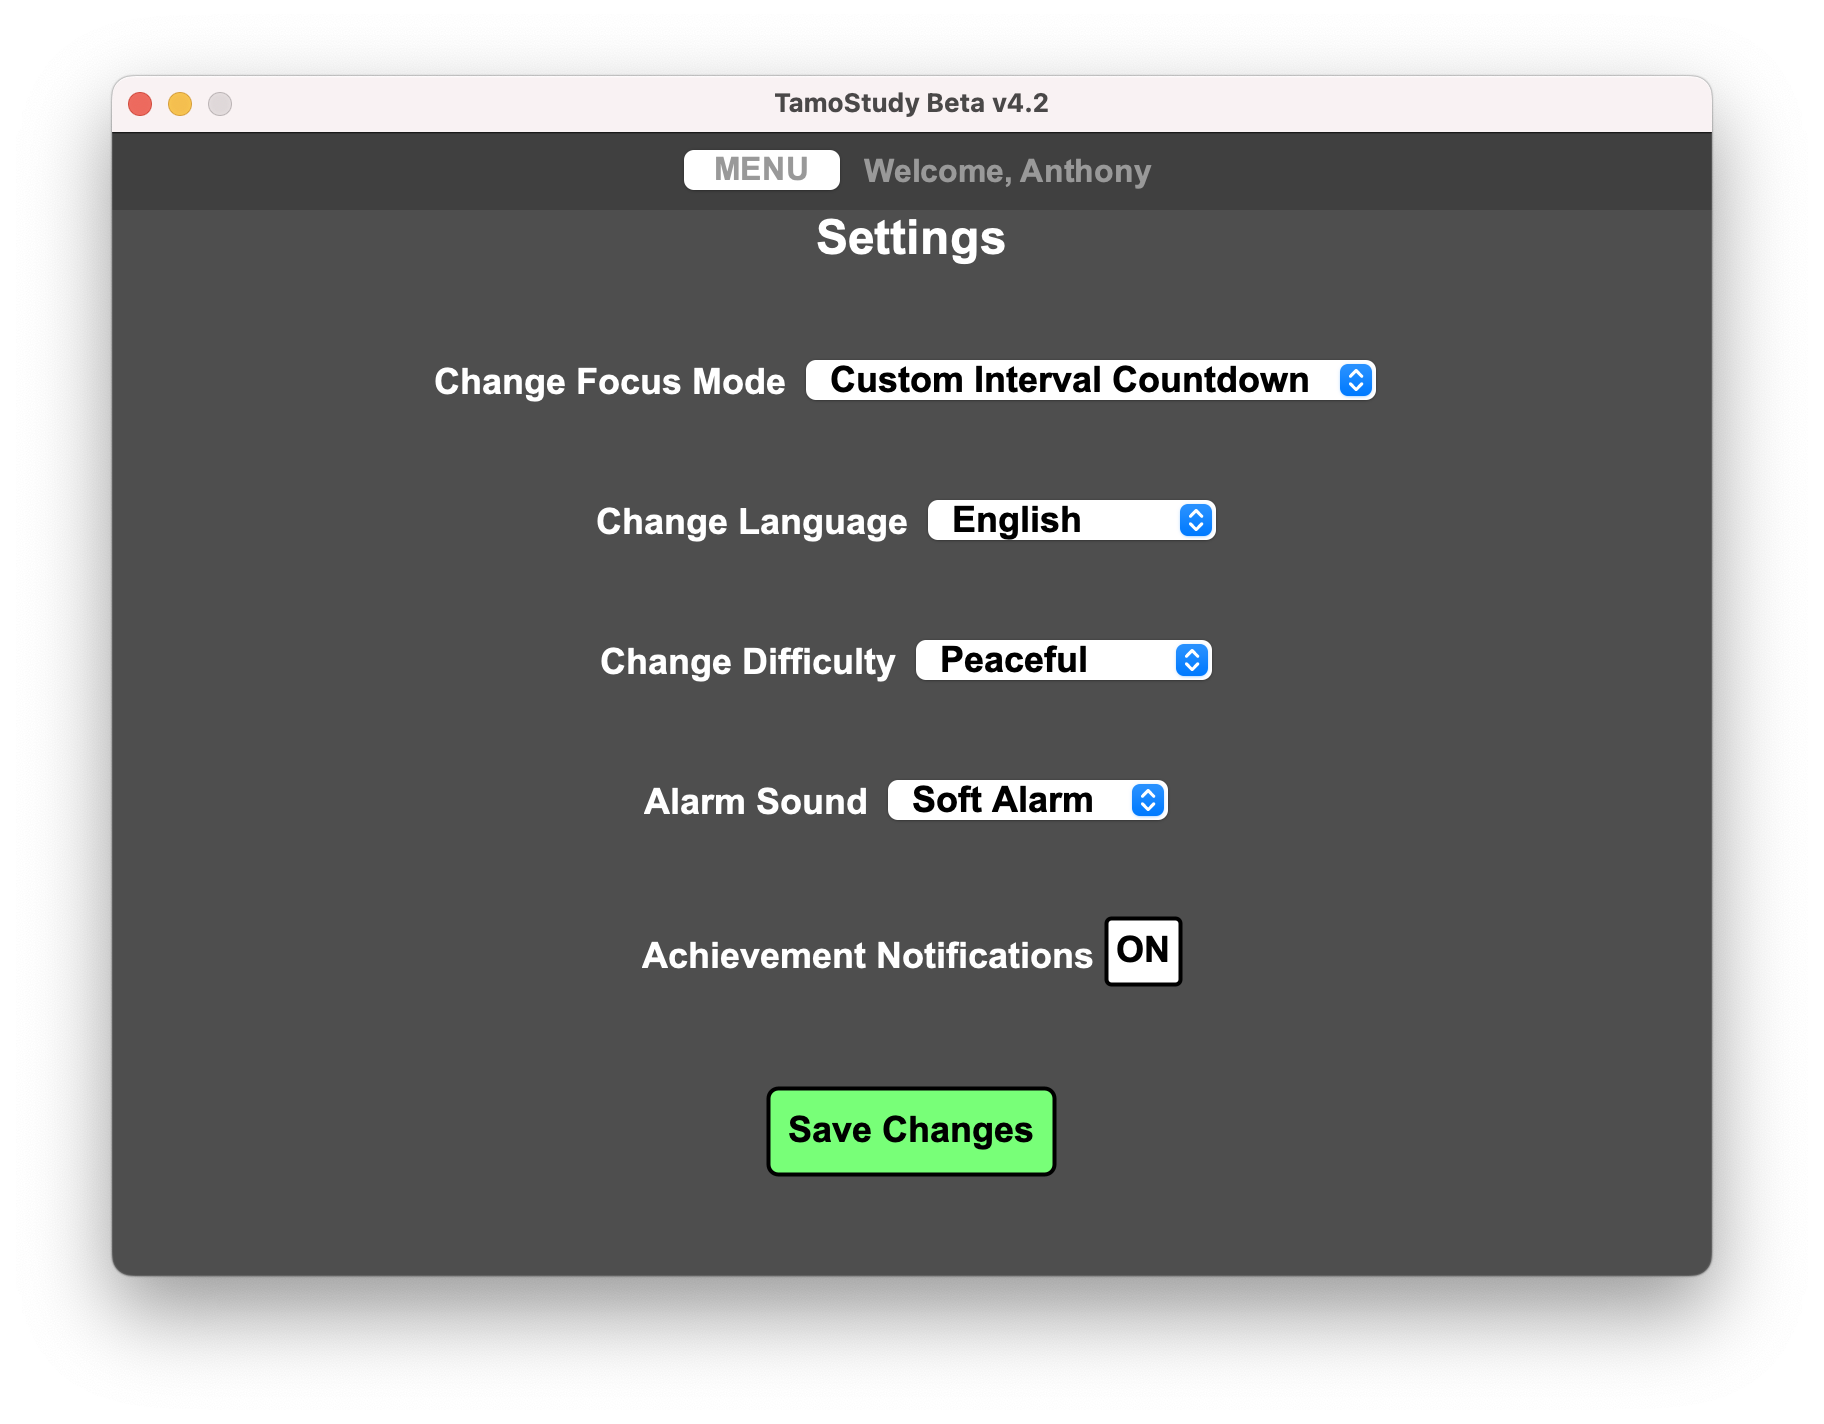 TamoStudy Beta v4.2
MENU Welcome, Anthony
Settings
Change Focus Mode Custom Interval Countdown
Change Language English
Change Difficulty Peaceful
Alarm Sound Soft Alarm
Achievement Notifications ON
Save Changes